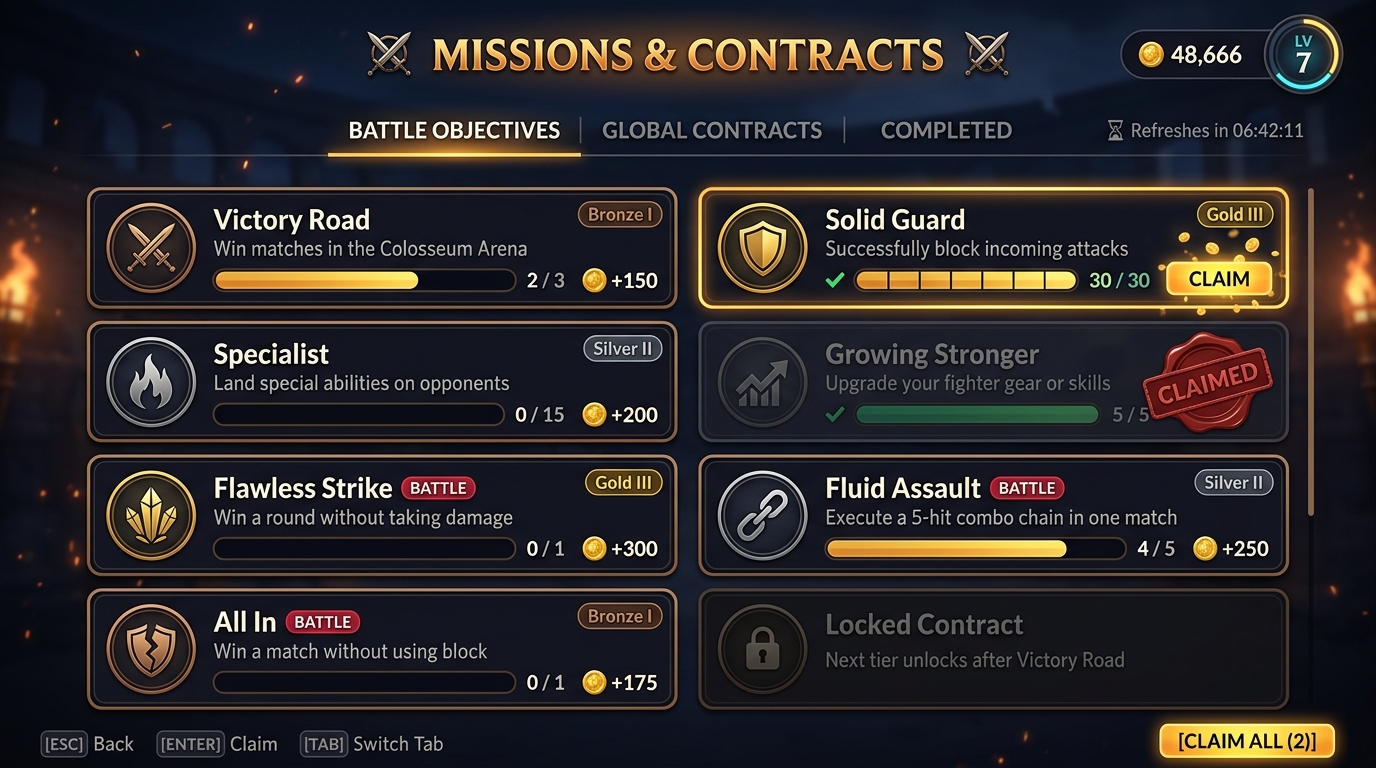 MISSIONS & CONTRACTS
48,666
LV
7
BATTLE OBJECTIVES
GLOBAL CONTRACTS
COMPLETED
Refreshes in 06:42:11
Victory Road
Bronze I
Win matches in the Colosseum Arena
2 / 3
+150
Solid Guard
Gold III
Successfully block incoming attacks
30 / 30
CLAIM
Specialist
Silver II
Land special abilities on opponents
0 / 15
+200
Growing Stronger
Upgrade your fighter gear or skills
5 / 5
CLAIMED
Flawless Strike
BATTLE
Gold III
Win a round without taking damage
0 / 1
+300
Fluid Assault
BATTLE
Silver II
Execute a 5-hit combo chain in one match
4 / 5
+250
All In
BATTLE
Bronze I
Win a match without using block
0 / 1
+175
Locked Contract
Next tier unlocks after Victory Road
[ESC] Back
[ENTER] Claim
[TAB] Switch Tab
[CLAIM ALL (2)]